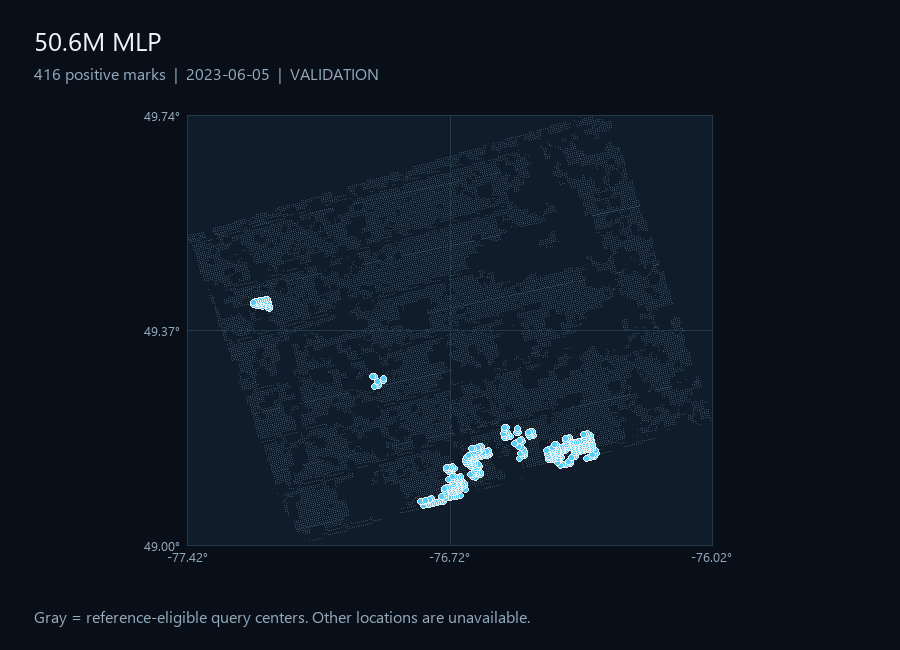 50.6M MLP
416 positive marks | 2023-06-05 | VALIDATION
49.74°
49.37°
49.00°
-77.42°
-76.72°
-76.02°
Gray = reference-eligible query centers. Other locations are unavailable.